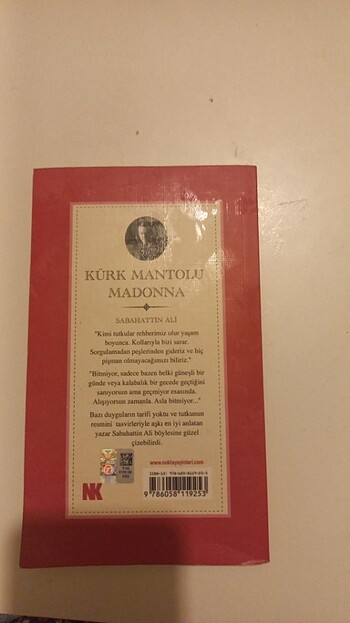 KÜRK MANTOLU
MADONNA
SABAHATTİN ALİ
"Kimi tutkular rehberimiz olur yaşam
boyunca. Kollarıyla bizi sarar.
Sorgulamadan peşlerinden gideriz ve hiç
pişman olmayacağımızı biliriz."
"Bitmiyor, sadece bazen belki güneşli bir
günde veya kalabalık bir gecede geçtiğini
sanıyorsun ama geçmiyor esasında.
Alışıyorsun zamanla. Asla bitmiyor..."
Bazı duyguların tarifi yoktu ve tutkunun
resmini tasvirleriyle aşkı en iyi anlatan
yazar Sabahattin Ali böylesine güzel
çizebilirdi.
NK
9 786058 119253